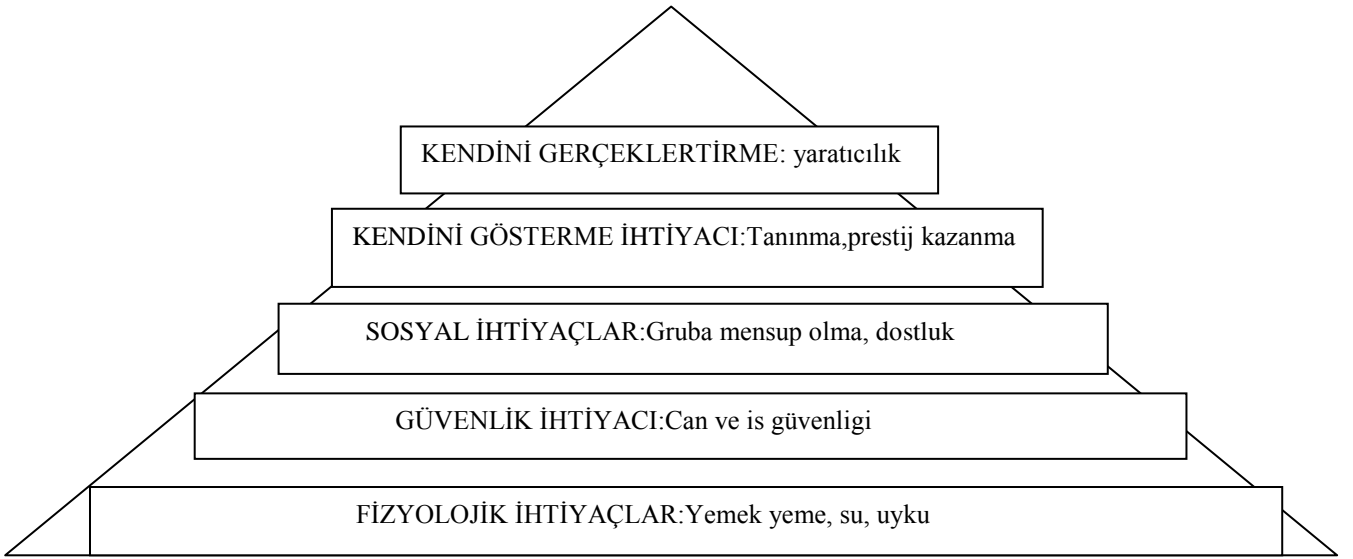 KENDİNİ GERÇEKLERTİRME: yaratıcılık
KENDİNİ GÖSTERME İHTİYACI:Tanınma,prestij kazanma
SOSYAL İHTİYAÇLAR:Gruba mensup olma, dostluk
GÜVENLİK İHTİYACI:Can ve is güvenligi
FİZYOLOJİK İHTİYAÇLAR:Yemek yeme, su, uyku